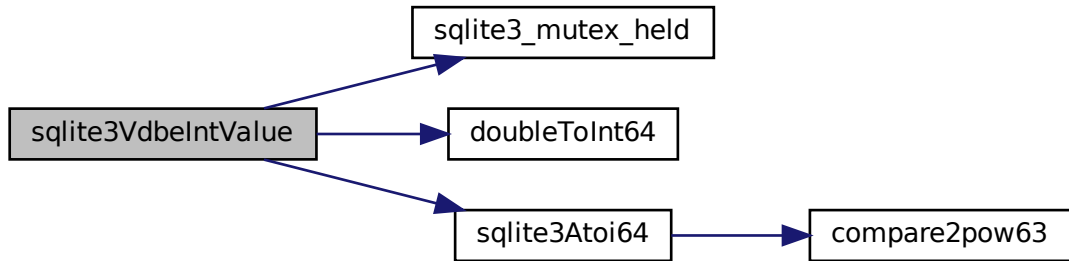 sqlite3_mutex_held
sqlite3VdbeIntValue
doubleToInt64
sqlite3Atoi64
compare2pow63